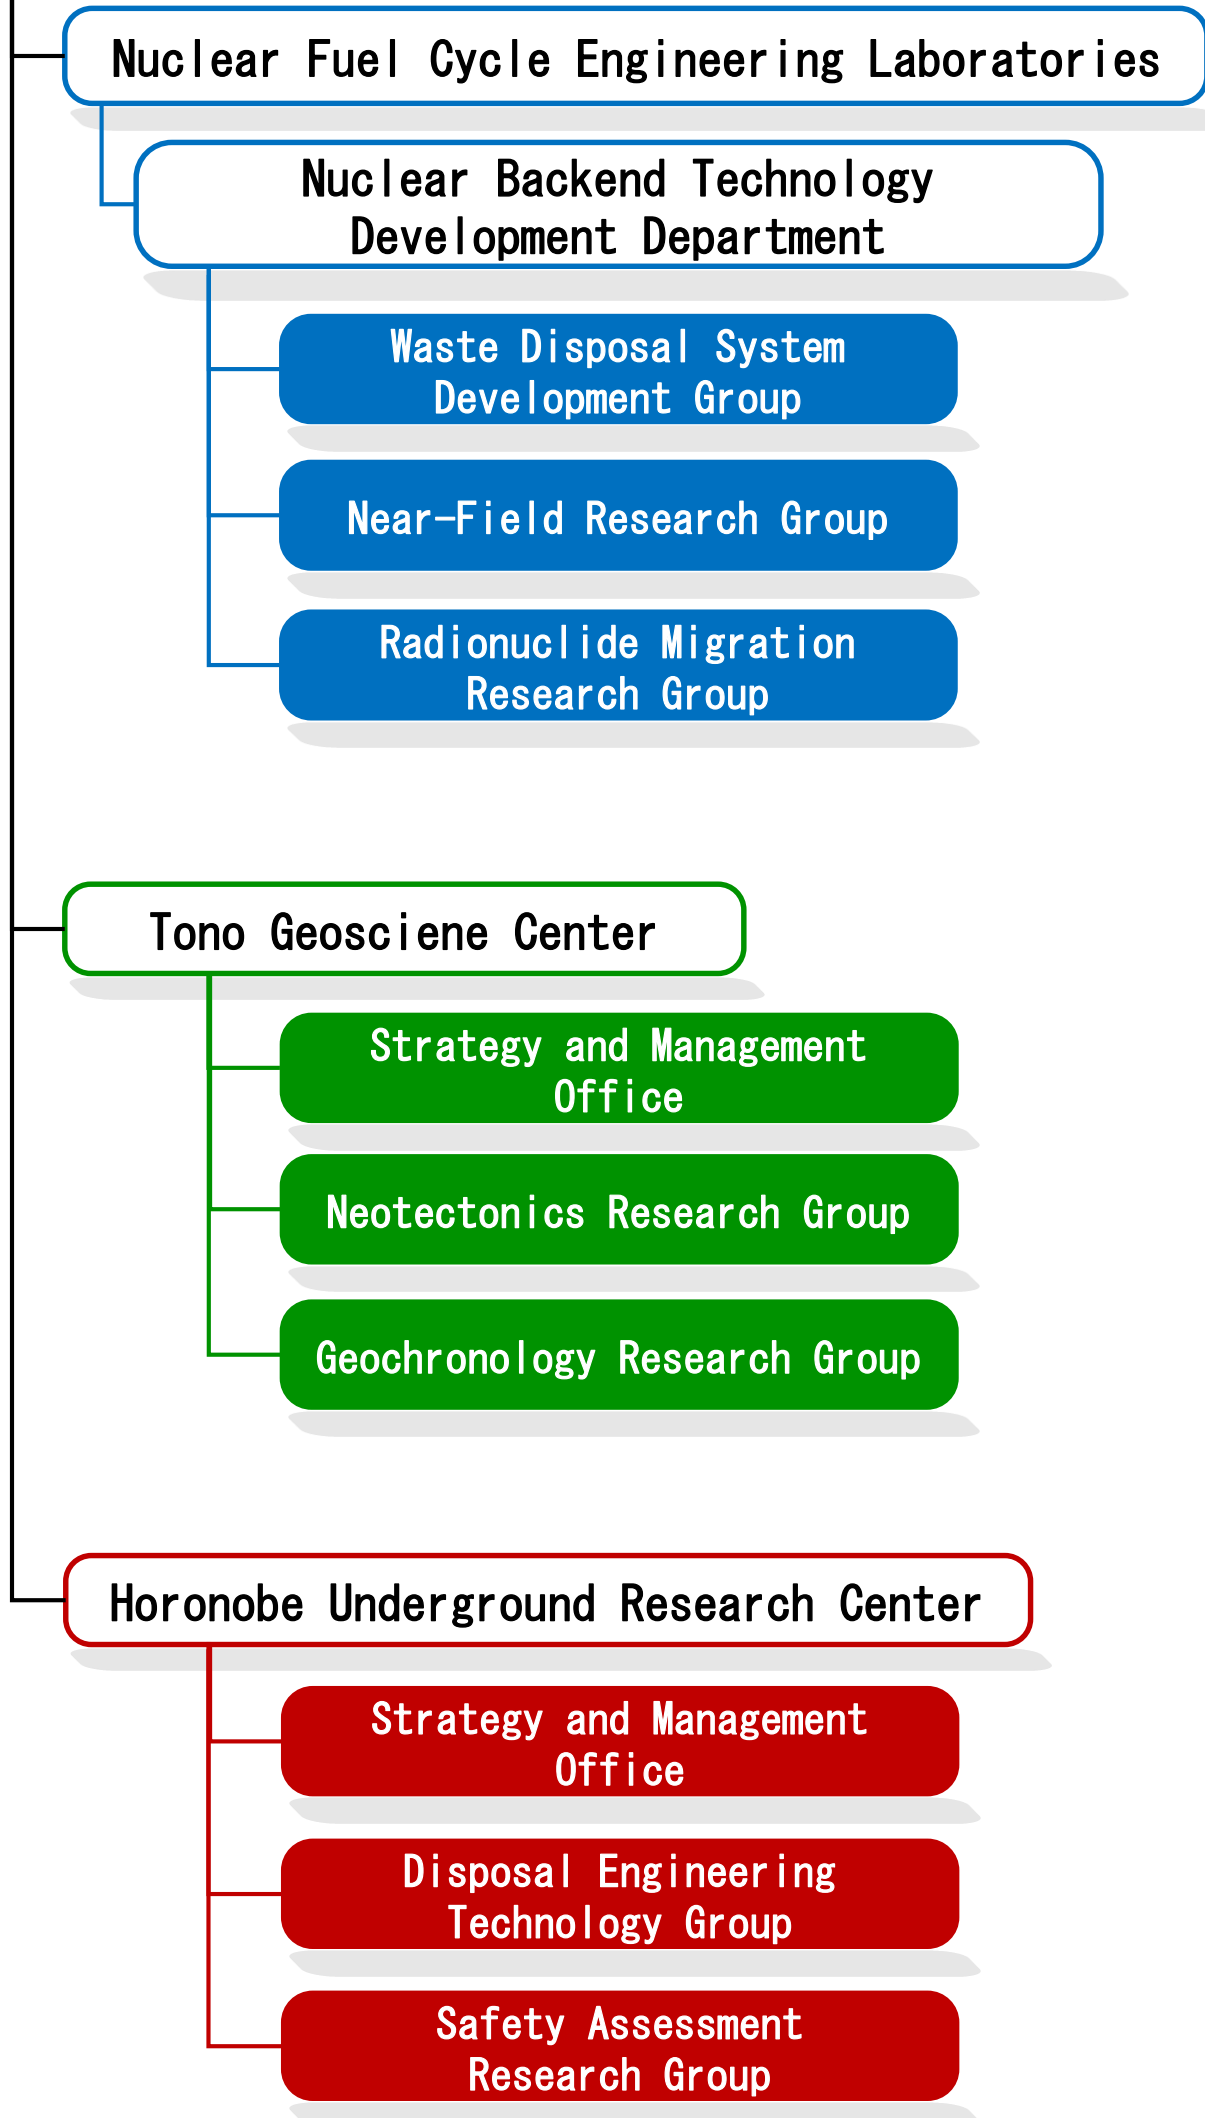 Nuclear Fuel Cycle Engineering Laboratories
Nuclear Backend Technology
Development Department
Waste Disposal System
Development Group
Near-Field Research Group
Radionuclide Migration
Research Group
Tono Geosciene Center
Strategy and Management
Office
Neotectonics Research Group
Geochronology Research Group
Horonobe Underground Research Center
Strategy and Management
Office
Disposal Engineering
Technology Group
Safety Assessment
Research Group